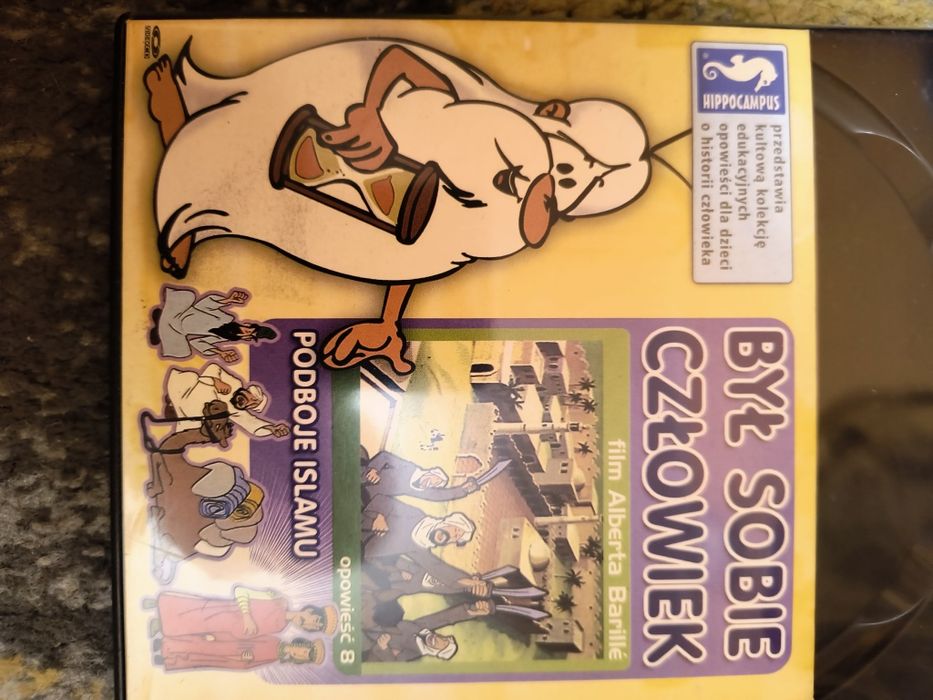 HIPPOCAMPUS
przedstawia
kultową kolekcję
edukacyjnych
opowieści dla dzieci
o historii człowieka
BYŁ SOBIE
CZŁOWIEK
film Alberta Barillé
opowieść 8
PODBOJE ISLAMU